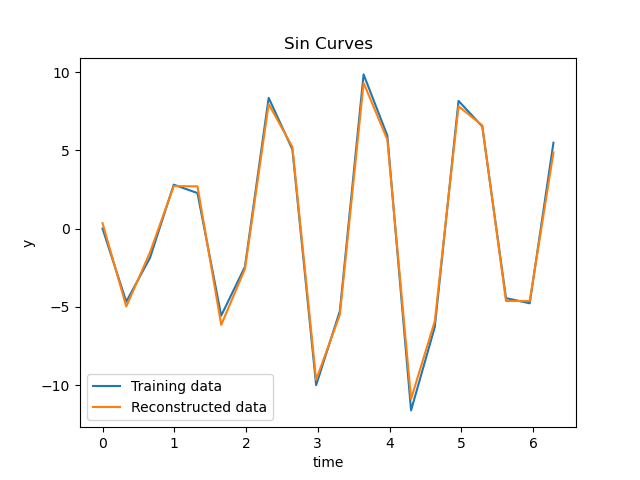 Sin Curves
10
5
0
−5
−10
y
Training data
Reconstructed data
0 1 2 3 4 5 6
time